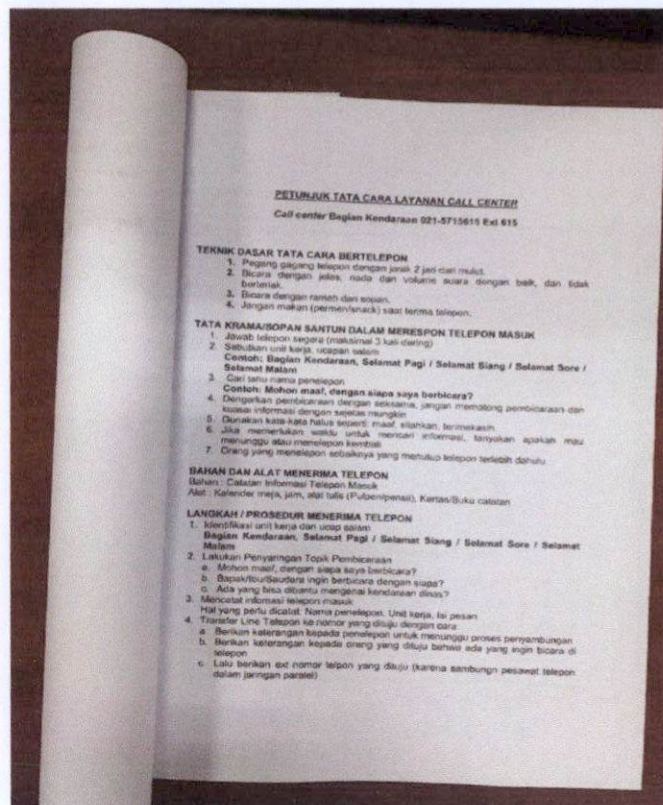 PETUNJUK TATA CARA LAYANAN CALL CENTER
Call center Bagian Kendaraan 021-5715615 Ext 615
TEKNIK DASAR TATA CARA BERTELEPON
1. Pegang gagang telepon dengan jarak 2 jari dari mulut.
2. Bicara dengan jelas, nada dan volume suara dengan baik, dan tidak
berteriak.
3. Bicara dengan ramah dan sopan.
4. Jangan makan (permen/snack) saat terima telepon.
TATA KRAMA/SOPAN SANTUN DALAM MERESPON TELEPON MASUK
1. Jawab telepon segera (maksimal 3 kali dering)
2. Sebutkan unit kerja, ucapan salam
Contoh: Bagian Kendaraan, Selamat Pagi / Selamat Siang / Selamat Sore /
Selamat Malam
3. Cari tahu nama penelepon
Contoh: Mohon maaf, dengan siapa saya berbicara?
4. Dengarkan pembicaraan dengan seksama, jangan memotong pembicaraan dan
kuasai informasi dengan sejelas mungkin
5. Gunakan kata-kata halus seperti: maaf, silahkan, terimakasih
6. Jika memerlukan waktu untuk mencari informasi, tanyakan apakah mau
menunggu atau menelepon kembali
7. Orang yang menelepon sebaiknya yang menutup telepon terlebih dahulu
BAHAN DAN ALAT MENERIMA TELEPON
Bahan : Catatan Informasi Telepon Masuk
Alat : Kalender meja, jam, alat tulis (Pulpen/pensil), Kertas/Buku catatan
LANGKAH / PROSEDUR MENERIMA TELEPON
1. Identifikasi unit kerja dan ucap salam
Bagian Kendaraan, Selamat Pagi / Selamat Siang / Selamat Sore / Selamat
Malam
2. Lakukan Penyaringan Topik Pembicaraan
a. Mohon maaf, dengan siapa saya berbicara?
b. Bapak/Ibu/Saudara ingin berbicara dengan siapa?
c. Ada yang bisa dibantu mengenai kendaraan dinas?
3. Mencatat informasi telepon masuk
Hal yang perlu dicatat: Nama penelepon, Unit kerja, Isi pesan
4. Transfer Line Telepon ke nomor yang dituju dengan cara
a. Berikan keterangan kepada penelepon untuk menunggu proses penyambungan
b. Berikan keterangan kepada orang yang dituju bahwa ada yang ingin bicara di
telepon
c. Lalu berikan ext nomor telpon yang dituju (karena sambungn pesawat telepon
dalam jaringan paralel)